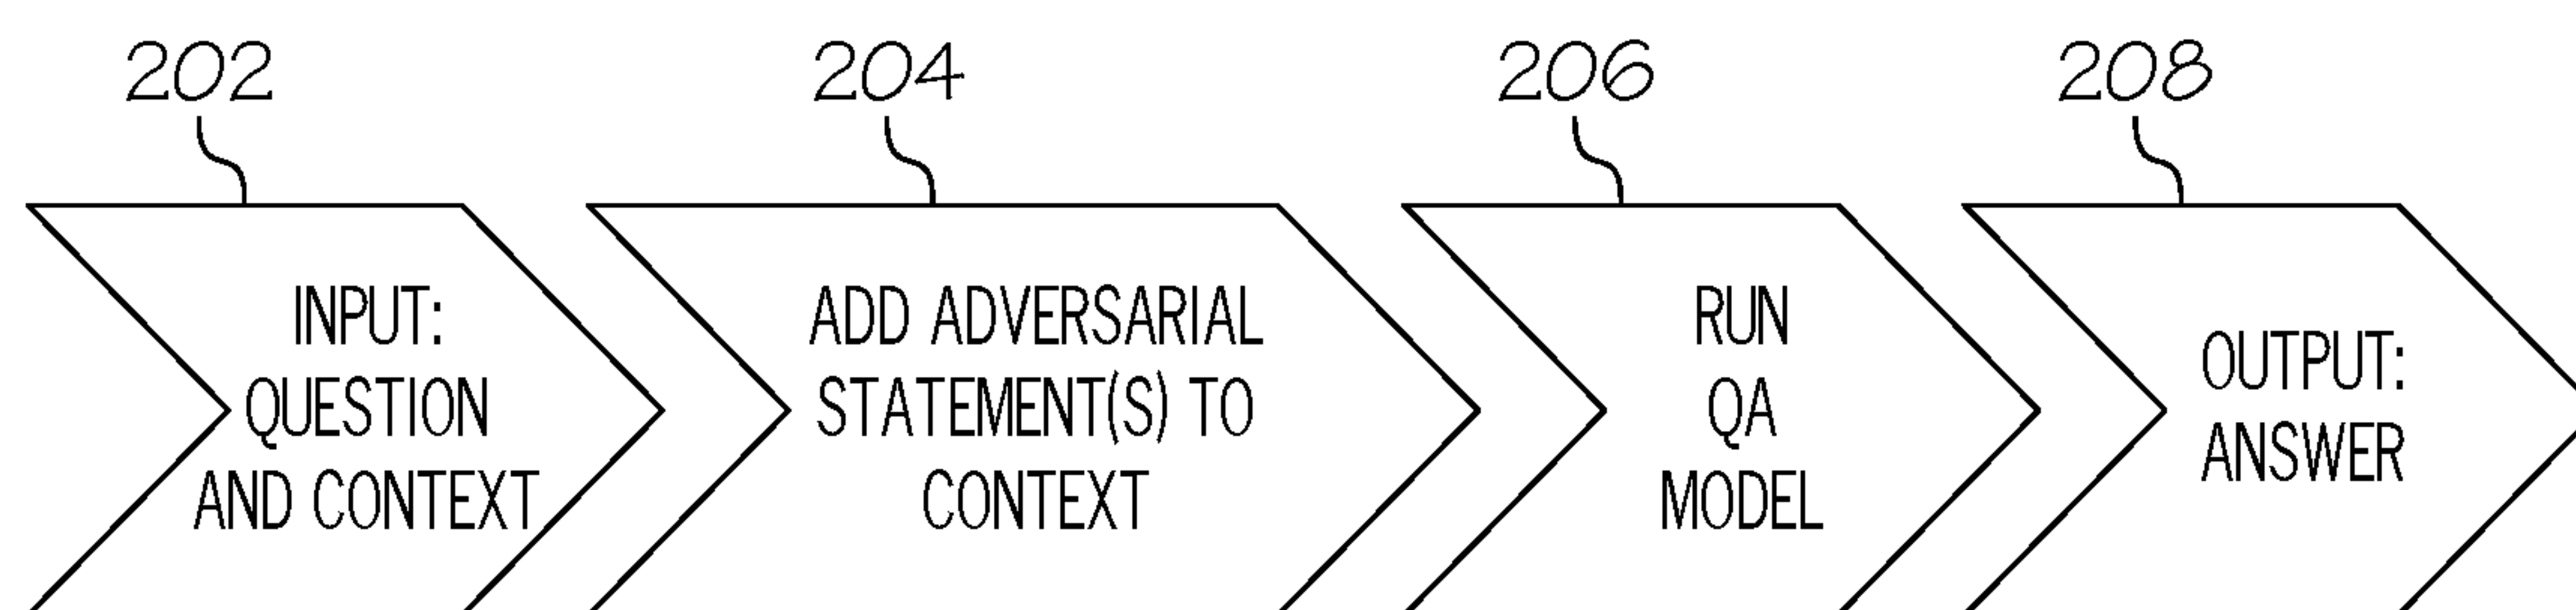 202
204
206
208
INPUT:
QUESTION
AND CONTEXT
ADD ADVERSARIAL
STATEMENT(S) TO
CONTEXT
RUN
QA
MODEL
OUTPUT:
ANSWER